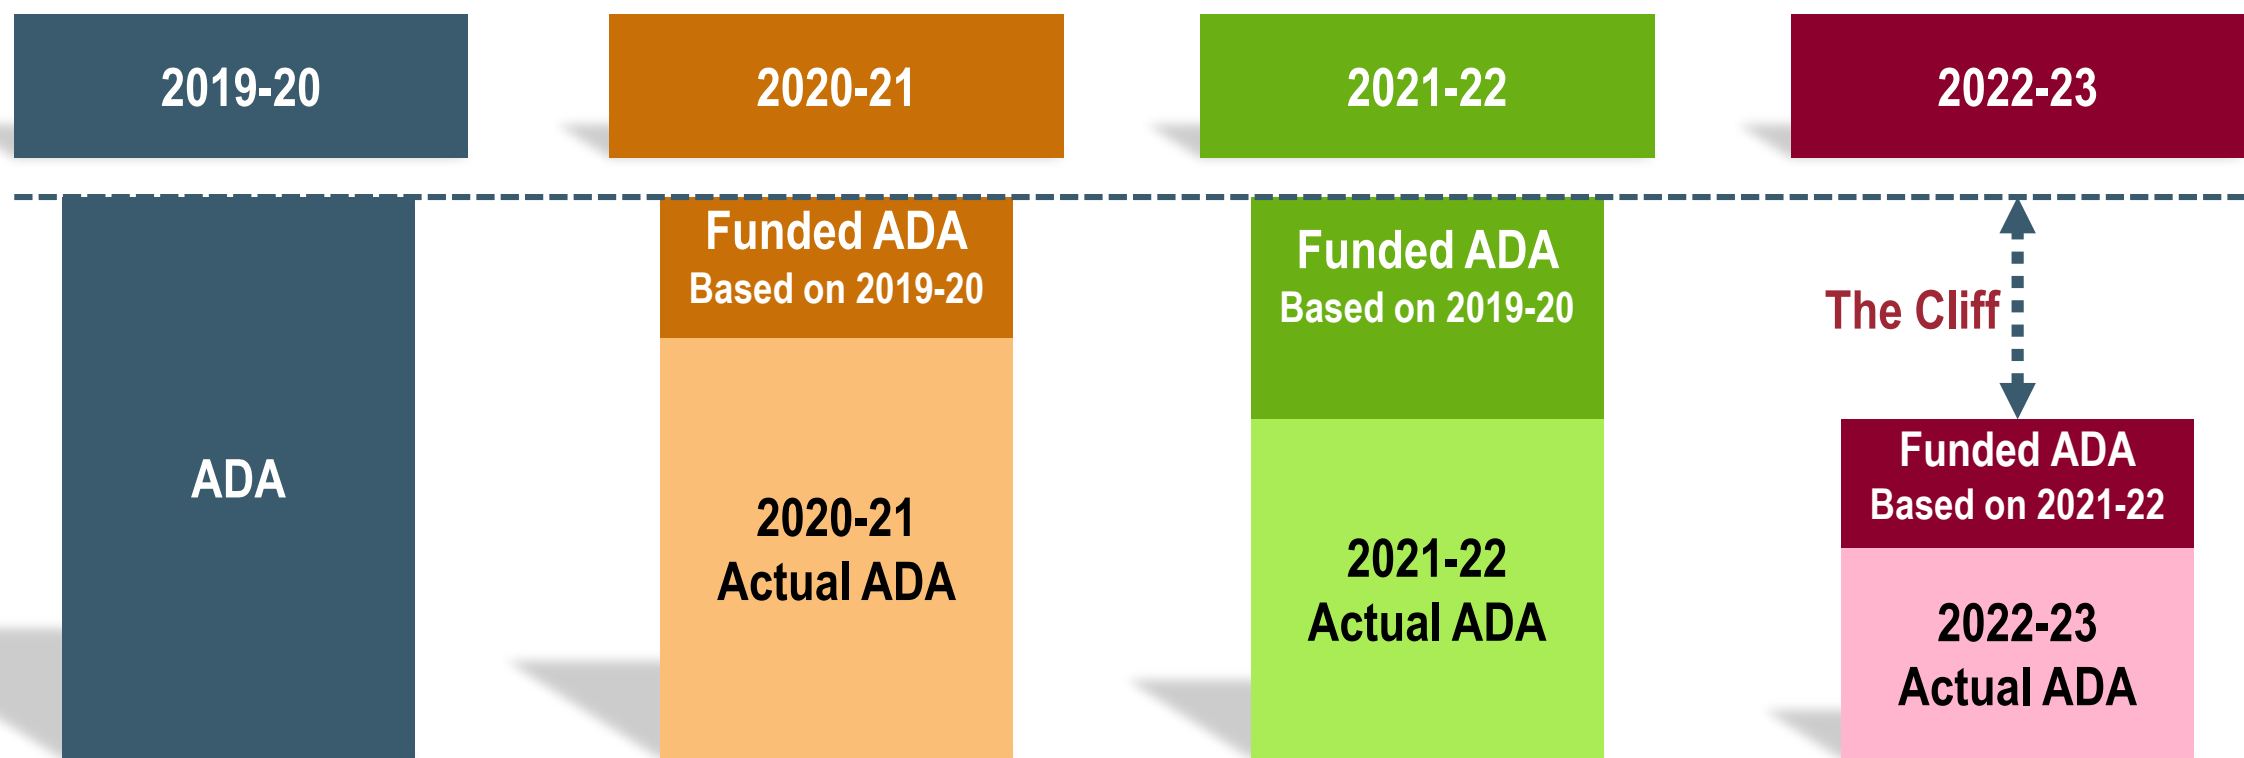 2019-20
2020-21
2021-22
2022-23
ADA
Funded ADA
Based on 2019-20
2020-21
Actual ADA
Funded ADA
Based on 2019-20
2021-22
Actual ADA
The Cliff
Funded ADA
Based on 2021-22
2022-23
Actual ADA